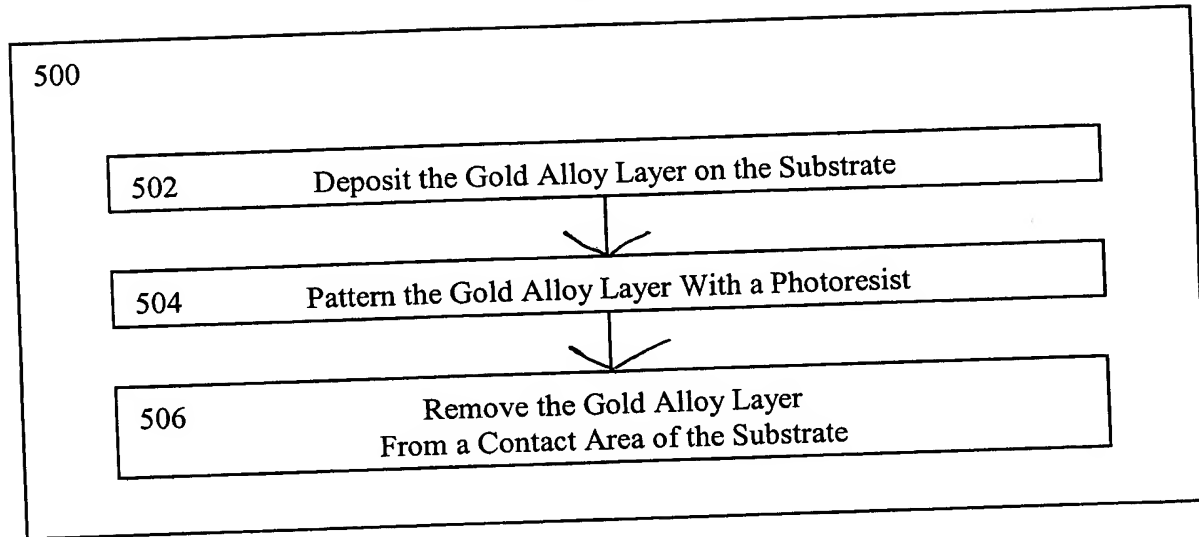 500
502 Deposit the Gold Alloy Layer on the Substrate
504 Pattern the Gold Alloy Layer With a Photoresist
506 Remove the Gold Alloy Layer
From a Contact Area of the Substrate